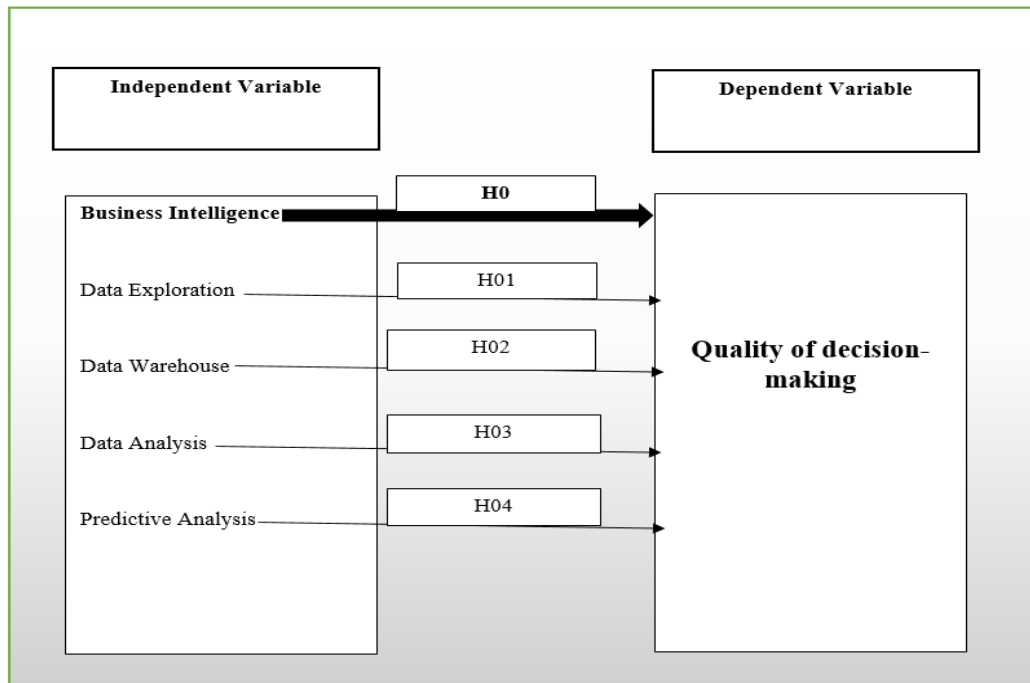 Independent Variable
Dependent Variable
H0
Business Intelligence
H01
Data Exploration
H02
Data Warehouse
Quality of decision-
making
H03
Data Analysis
H04
Predictive Analysis